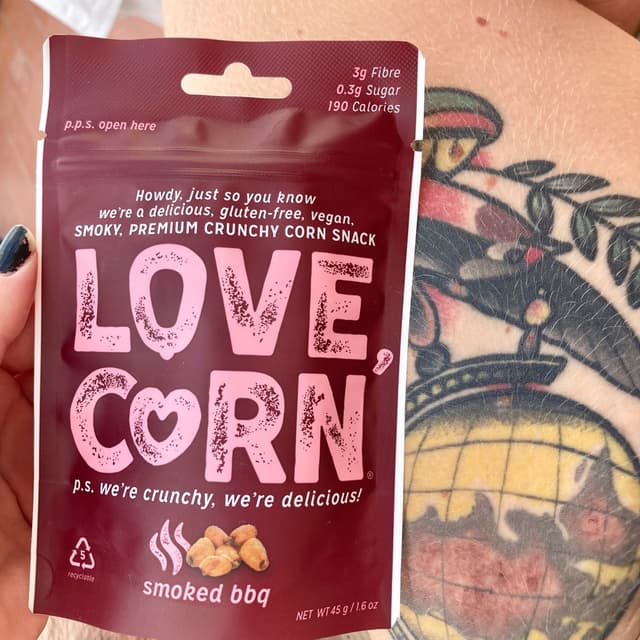 3g Fibre
0.3g Sugar
190 Calories
p.p.s. open here
Howdy, just so you know
we're a delicious, gluten-free, vegan,
SMOKY, PREMIUM CRUNCHY CORN SNACK
LOVE,
CORN®
p.s. we're crunchy, we're delicious!
5
recyclable
smoked bbq
NET WT 45 g / 1.6 oz